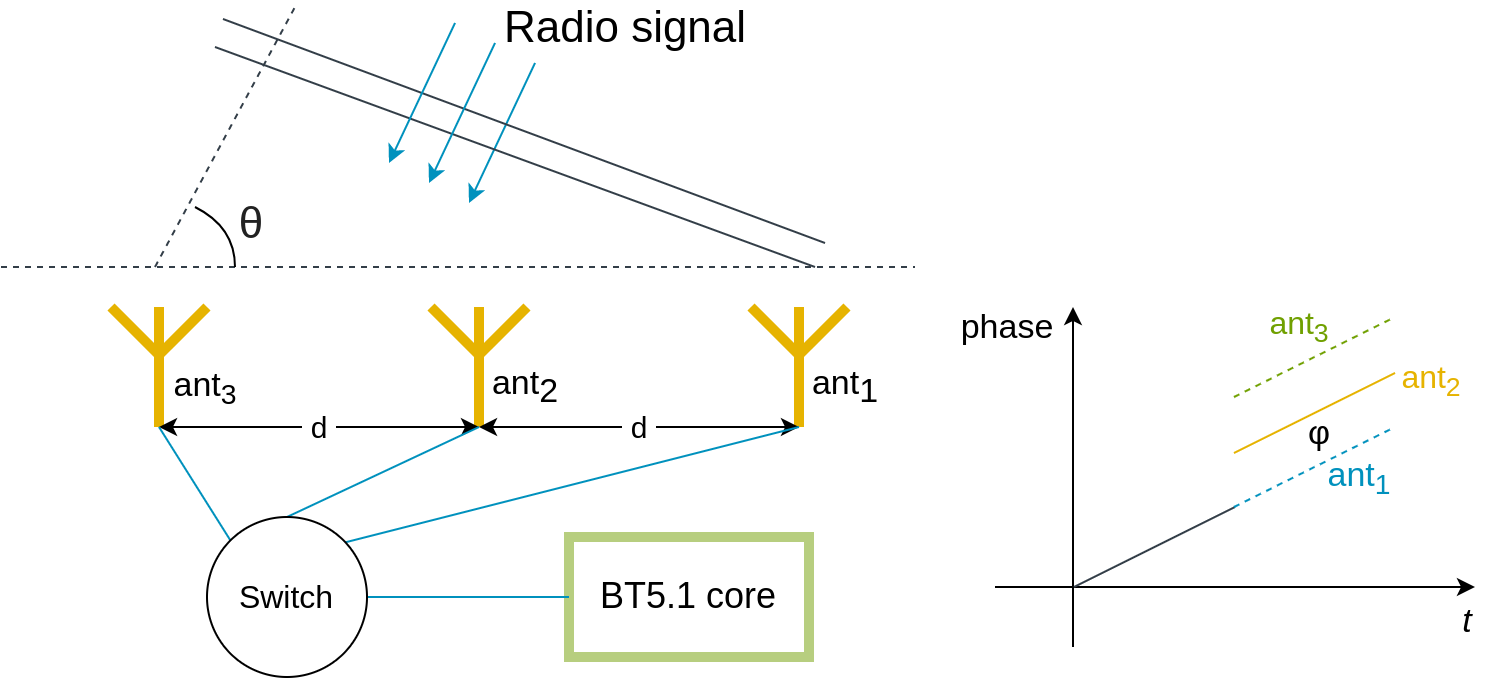 Radio signal
θ
ant3
ant2
ant1
d
d
Switch
BT5.1 core
phase
ant3
ant2
φ
ant1
t